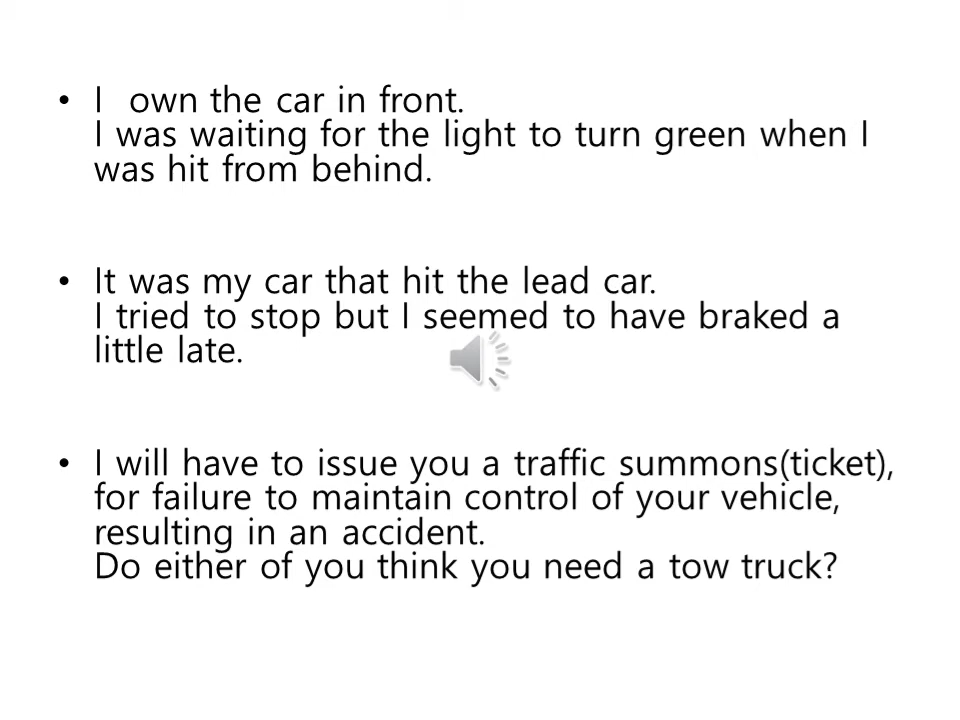 • I  own the car in front.
I was waiting for the light to turn green when I
was hit from behind.
• It was my car that hit the lead car.
I tried to stop but I seemed to have braked a
little late.
• I will have to issue you a traffic summons(ticket),
for failure to maintain control of your vehicle,
resulting in an accident.
Do either of you think you need a tow truck?